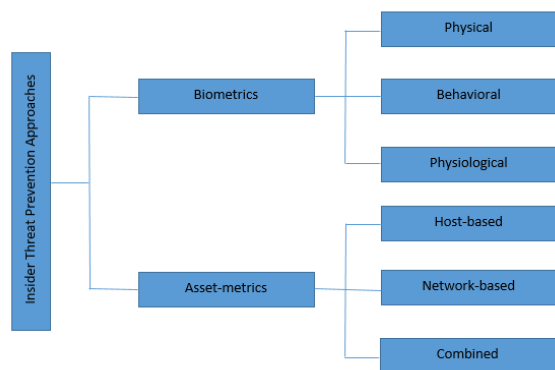 Insider Threat Prevention Approaches
Biometrics
Physical
Behavioral
Physiological
Asset-metrics
Host-based
Network-based
Combined